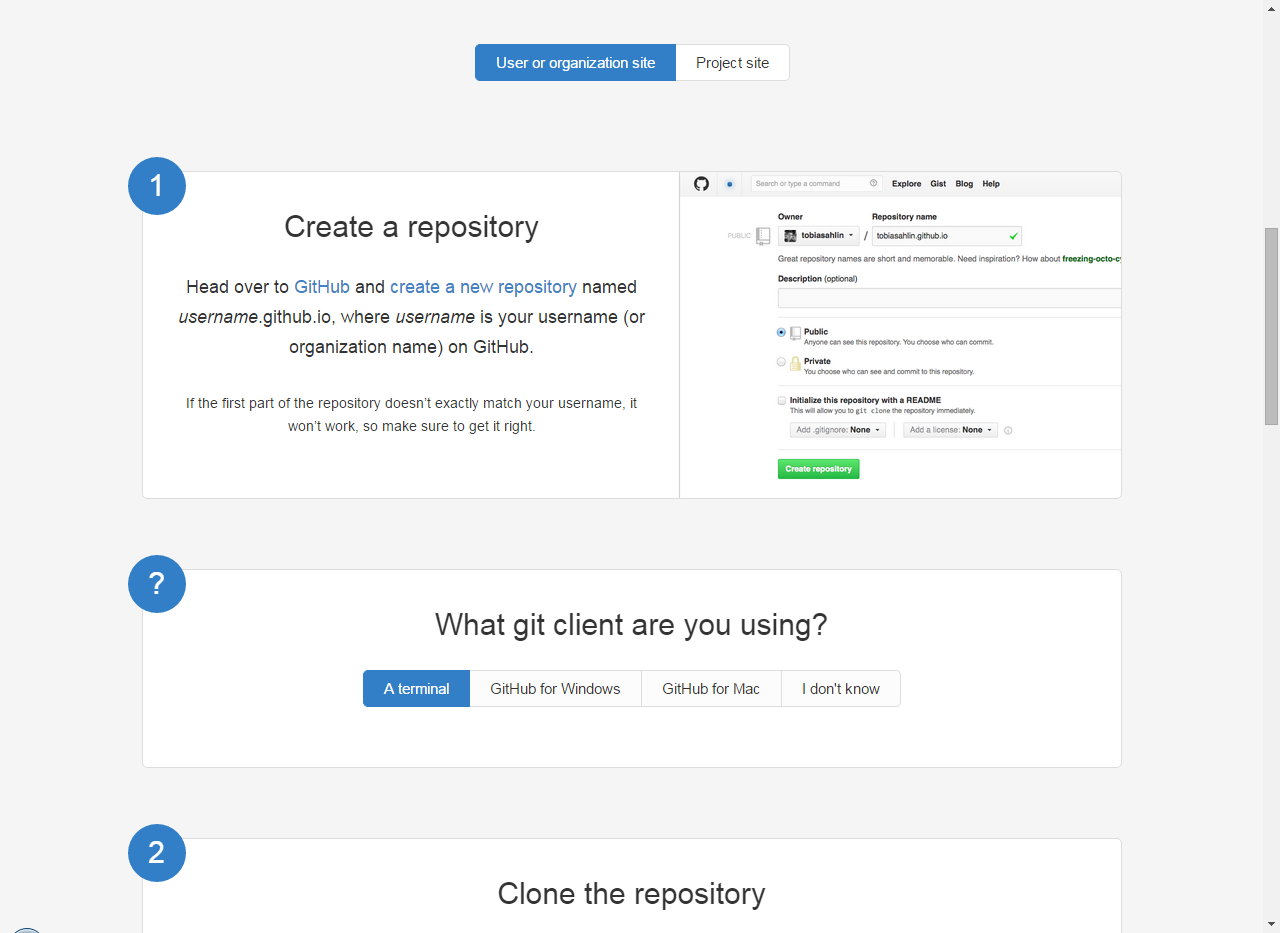 User or organization site Project site
1
Create a repository
Head over to GitHub and create a new repository named
username.github.io, where username is your username (or
organization name) on GitHub.
If the first part of the repository doesn’t exactly match your username, it
won’t work, so make sure to get it right.
Search or type a command Explore Gist Blog Help
Owner Repository name
PUBLIC tobiasahlin / tobiasahlin.github.io
Great repository names are short and memorable. Need inspiration? How about freezing-octo-cy
Description (optional)
Public
Anyone can see this repository. You choose who can commit.
Private
You choose who can see and commit to this repository.
Initialize this repository with a README
This will allow you to git clone the repository immediately.
Add .gitignore: None Add a license: None
Create repository
?
What git client are you using?
A terminal GitHub for Windows GitHub for Mac I don't know
2
Clone the repository